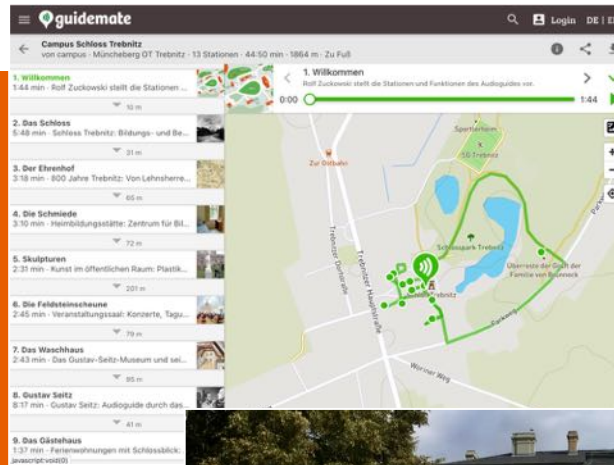 guidemate
Login DE | E
Campus Schloss Trebnitz
von campus - Müncheberg OT Trebnitz - 13 Stationen - 44:50 min - 1864 m - Zu Fuß
1. Willkommen
1:44 min - Rolf Zuckowski stellt die Stationen ...
10 m
2. Das Schloss
5:48 min - Schloss Trebnitz: Bildungs- und Be...
31 m
3. Der Ehrenhof
3:18 min - 800 Jahre Trebnitz: Von Lehnsherre...
65 m
4. Die Schmiede
3:10 min - Heimbildungsstätte: Zentrum für Bil...
72 m
5. Skulpturen
2:31 min - Kunst im öffentlichen Raum: Plastik...
201 m
6. Die Feldsteinscheune
2:45 min - Veranstaltungssaal: Konzerte, Tagu...
79 m
7. Das Waschhaus
2:43 min - Das Gustav-Seitz-Museum und sei...
95 m
8. Gustav Seitz
8:17 min - Gustav Seitz: Audioguide durch das...
41 m
9. Das Gästehaus
1:37 min - Ferienwohnungen mit Schlossblick:
javascript:void(0)
1. Willkommen
Rolf Zuckowski stellt die Stationen und Funktionen des Audioguides vor.
0:00
1:44
Sportlerheim
SG Trebnitz
Zur Ostbahn
Trebnitzer Dorfstraße
Trebnitzer Hauptstraße
Schlosspark Trebnitz
Überreste der Gruft der
Familie von Brünneck
Trebnitz
Parkweg
Parkweg
Woriner Weg